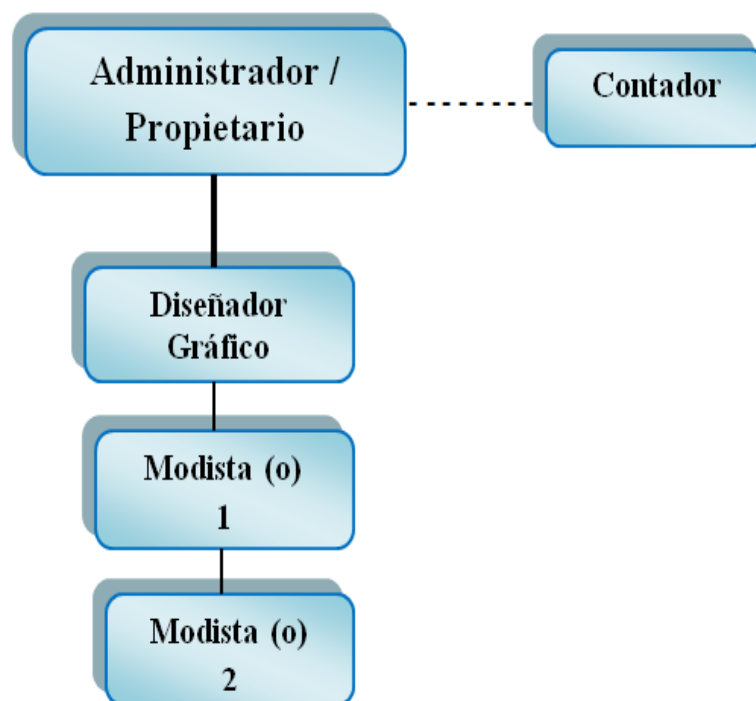 Administrador /
Propietario
Contador
Diseñador
Gráfico
Modista (o)
1
Modista (o)
2